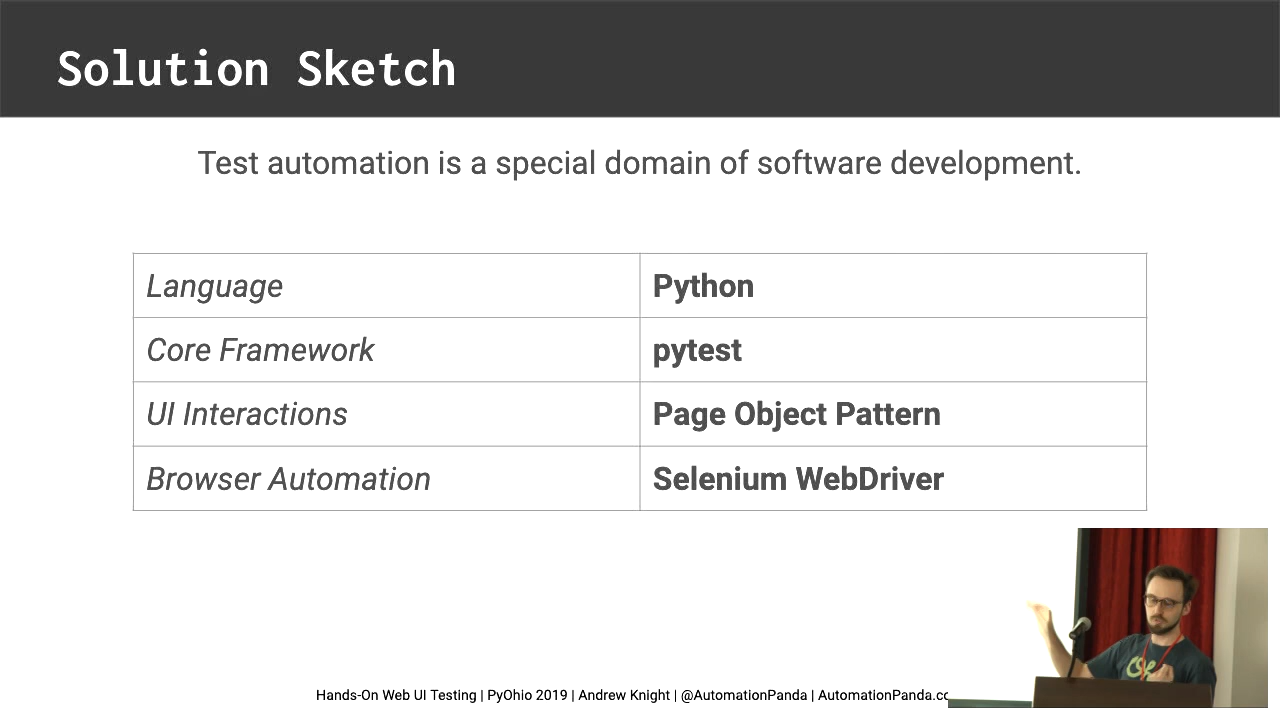 Solution Sketch
Test automation is a special domain of software development.
Language Python
Core Framework pytest
UI Interactions Page Object Pattern
Browser Automation Selenium WebDriver
Hands-On Web UI Testing | PyOhio 2019 | Andrew Knight | @AutomationPanda | AutomationPanda.co